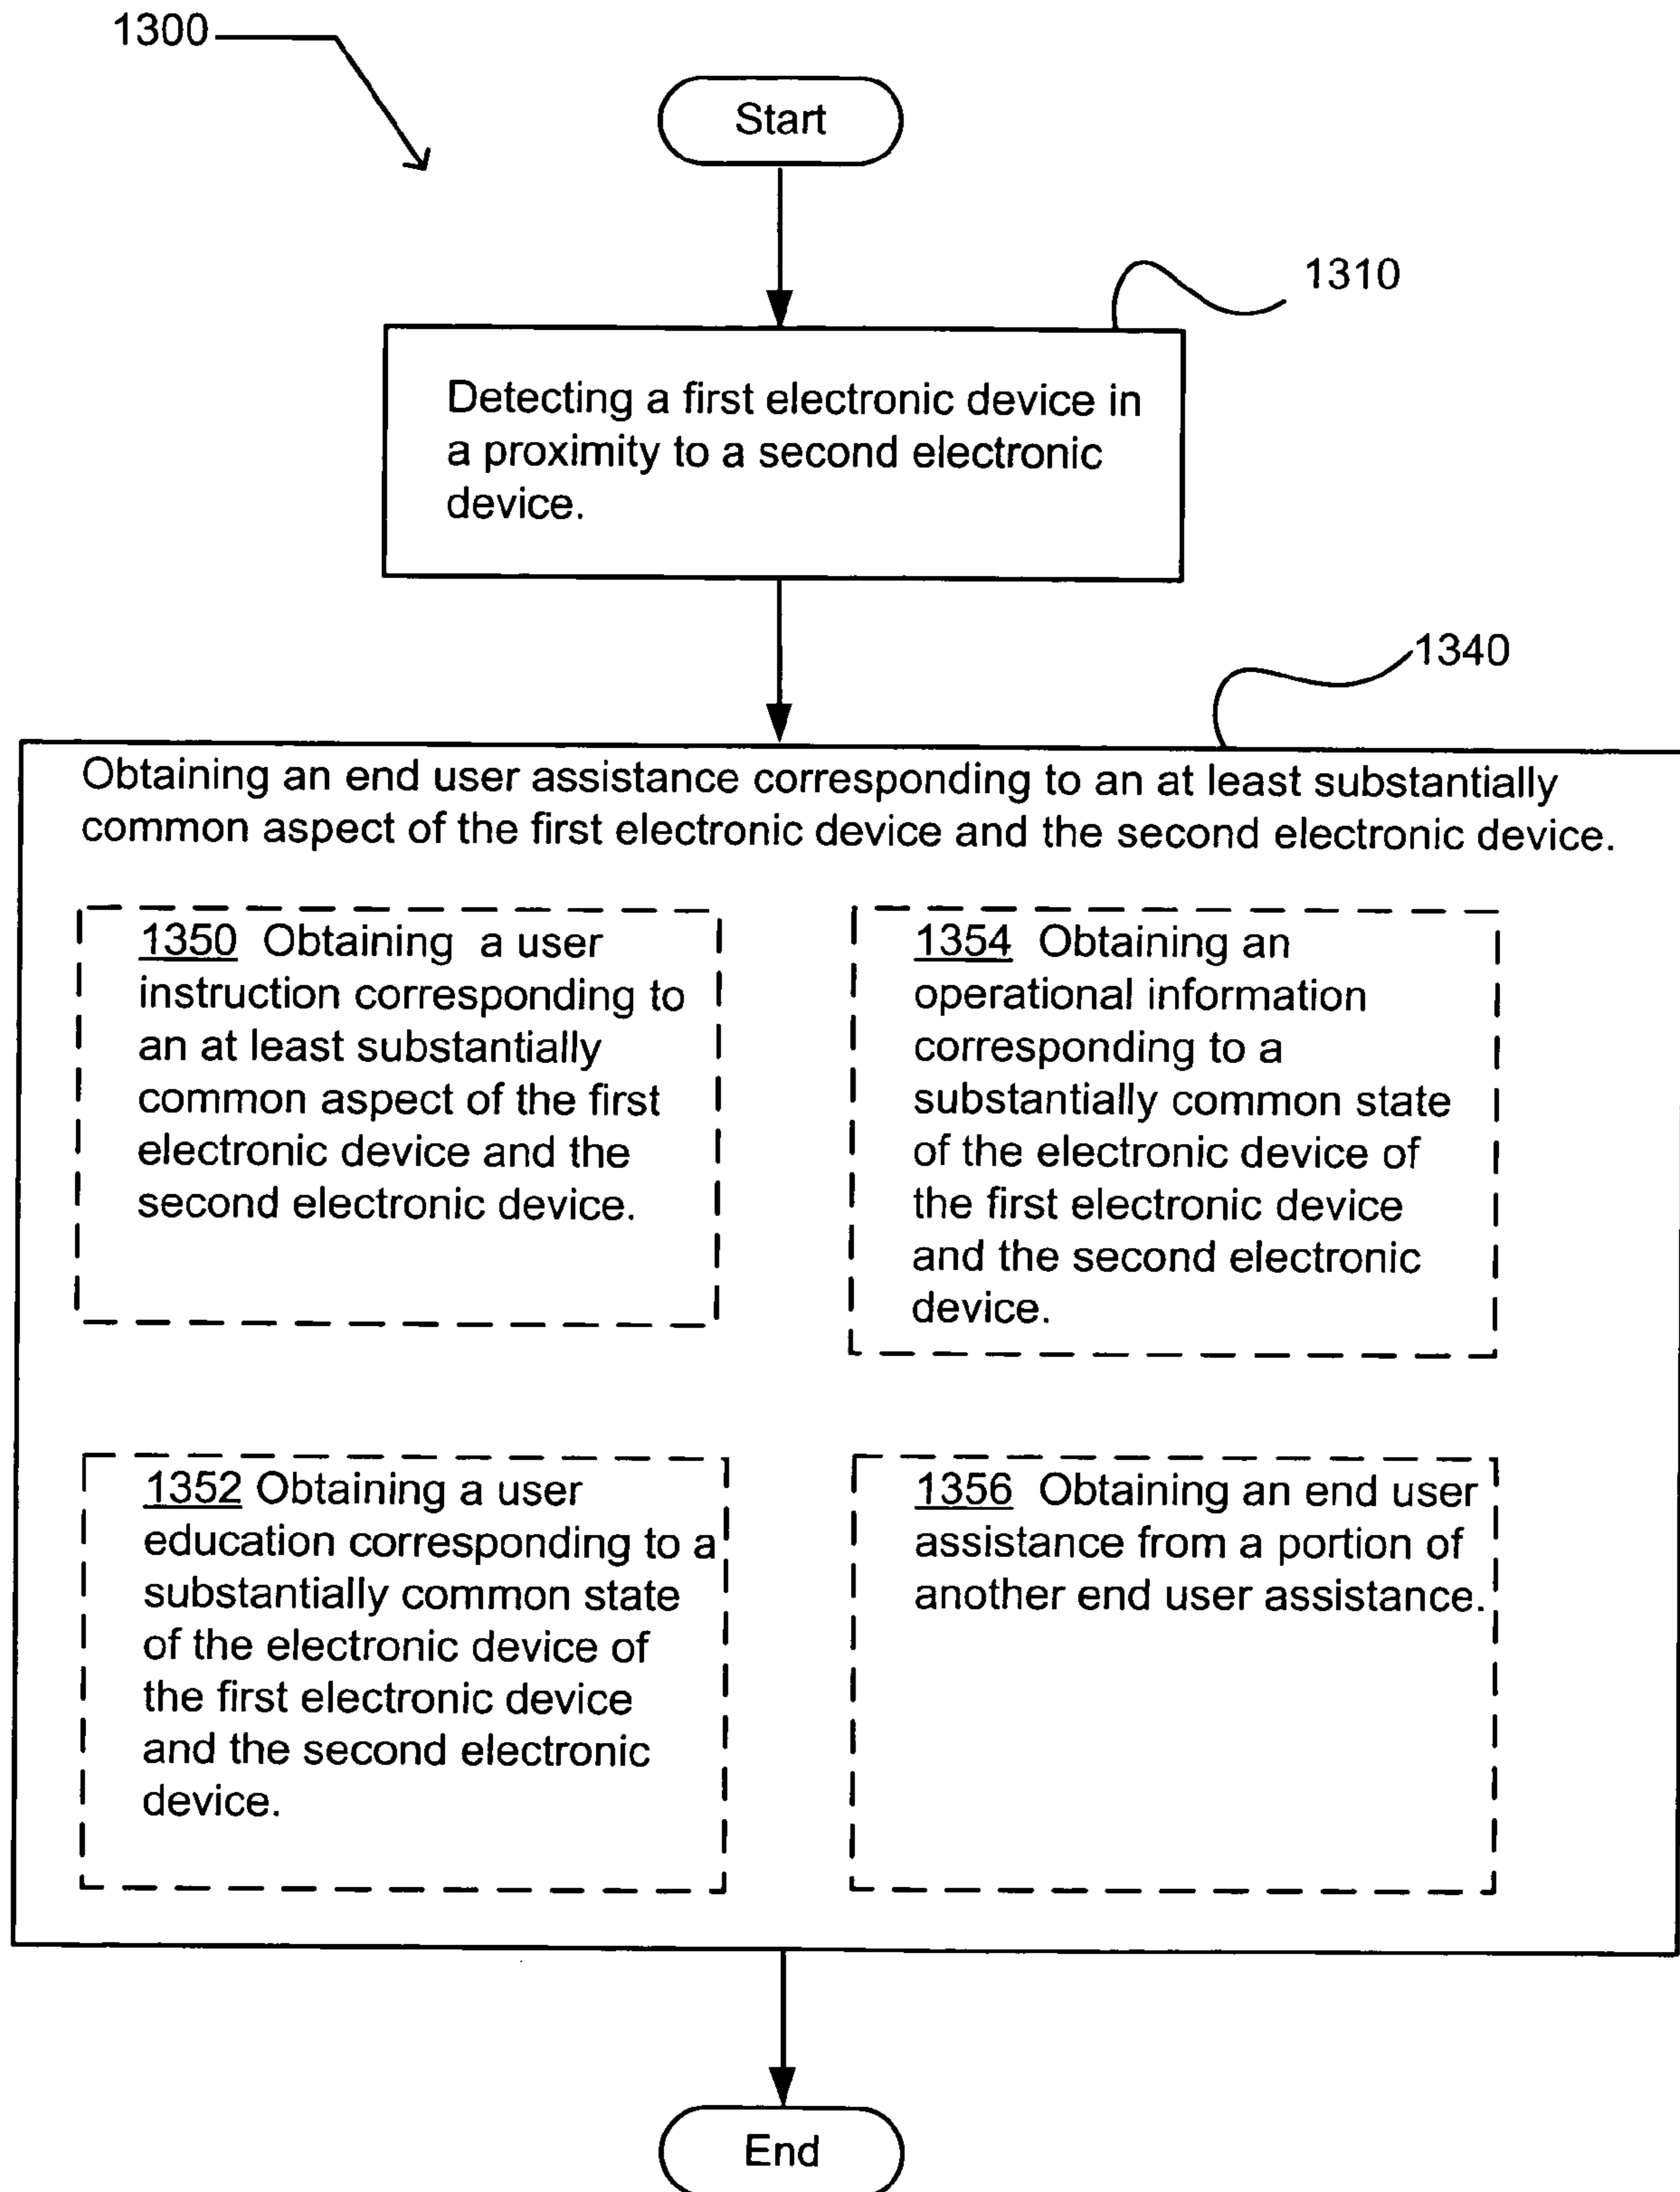 1300
Start
1310
Detecting a first electronic device in
a proximity to a second electronic
device.
1340
Obtaining an end user assistance corresponding to an at least substantially
common aspect of the first electronic device and the second electronic device.
1350 Obtaining a user
instruction corresponding to
an at least substantially
common aspect of the first
electronic device and the
second electronic device.
1354 Obtaining an
operational information
corresponding to a
substantially common state
of the electronic device of
the first electronic device
and the second electronic
device.
1352 Obtaining a user
education corresponding to a
substantially common state
of the electronic device of
the first electronic device
and the second electronic
device.
1356 Obtaining an end user
assistance from a portion of
another end user assistance.
End